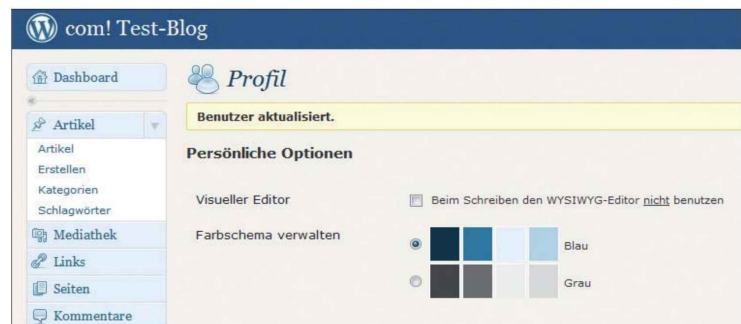 com! Test-Blog
Dashboard
Artikel
Artikel
Erstellen
Kategorien
Schlagwörter
Mediathek
Links
Seiten
Kommentare
Profil
Benutzer aktualisiert.
Persönliche Optionen
Visueller Editor
Beim Schreiben den WYSIWYG-Editor nicht benutzen
Farbschema verwalten
Blau
Grau